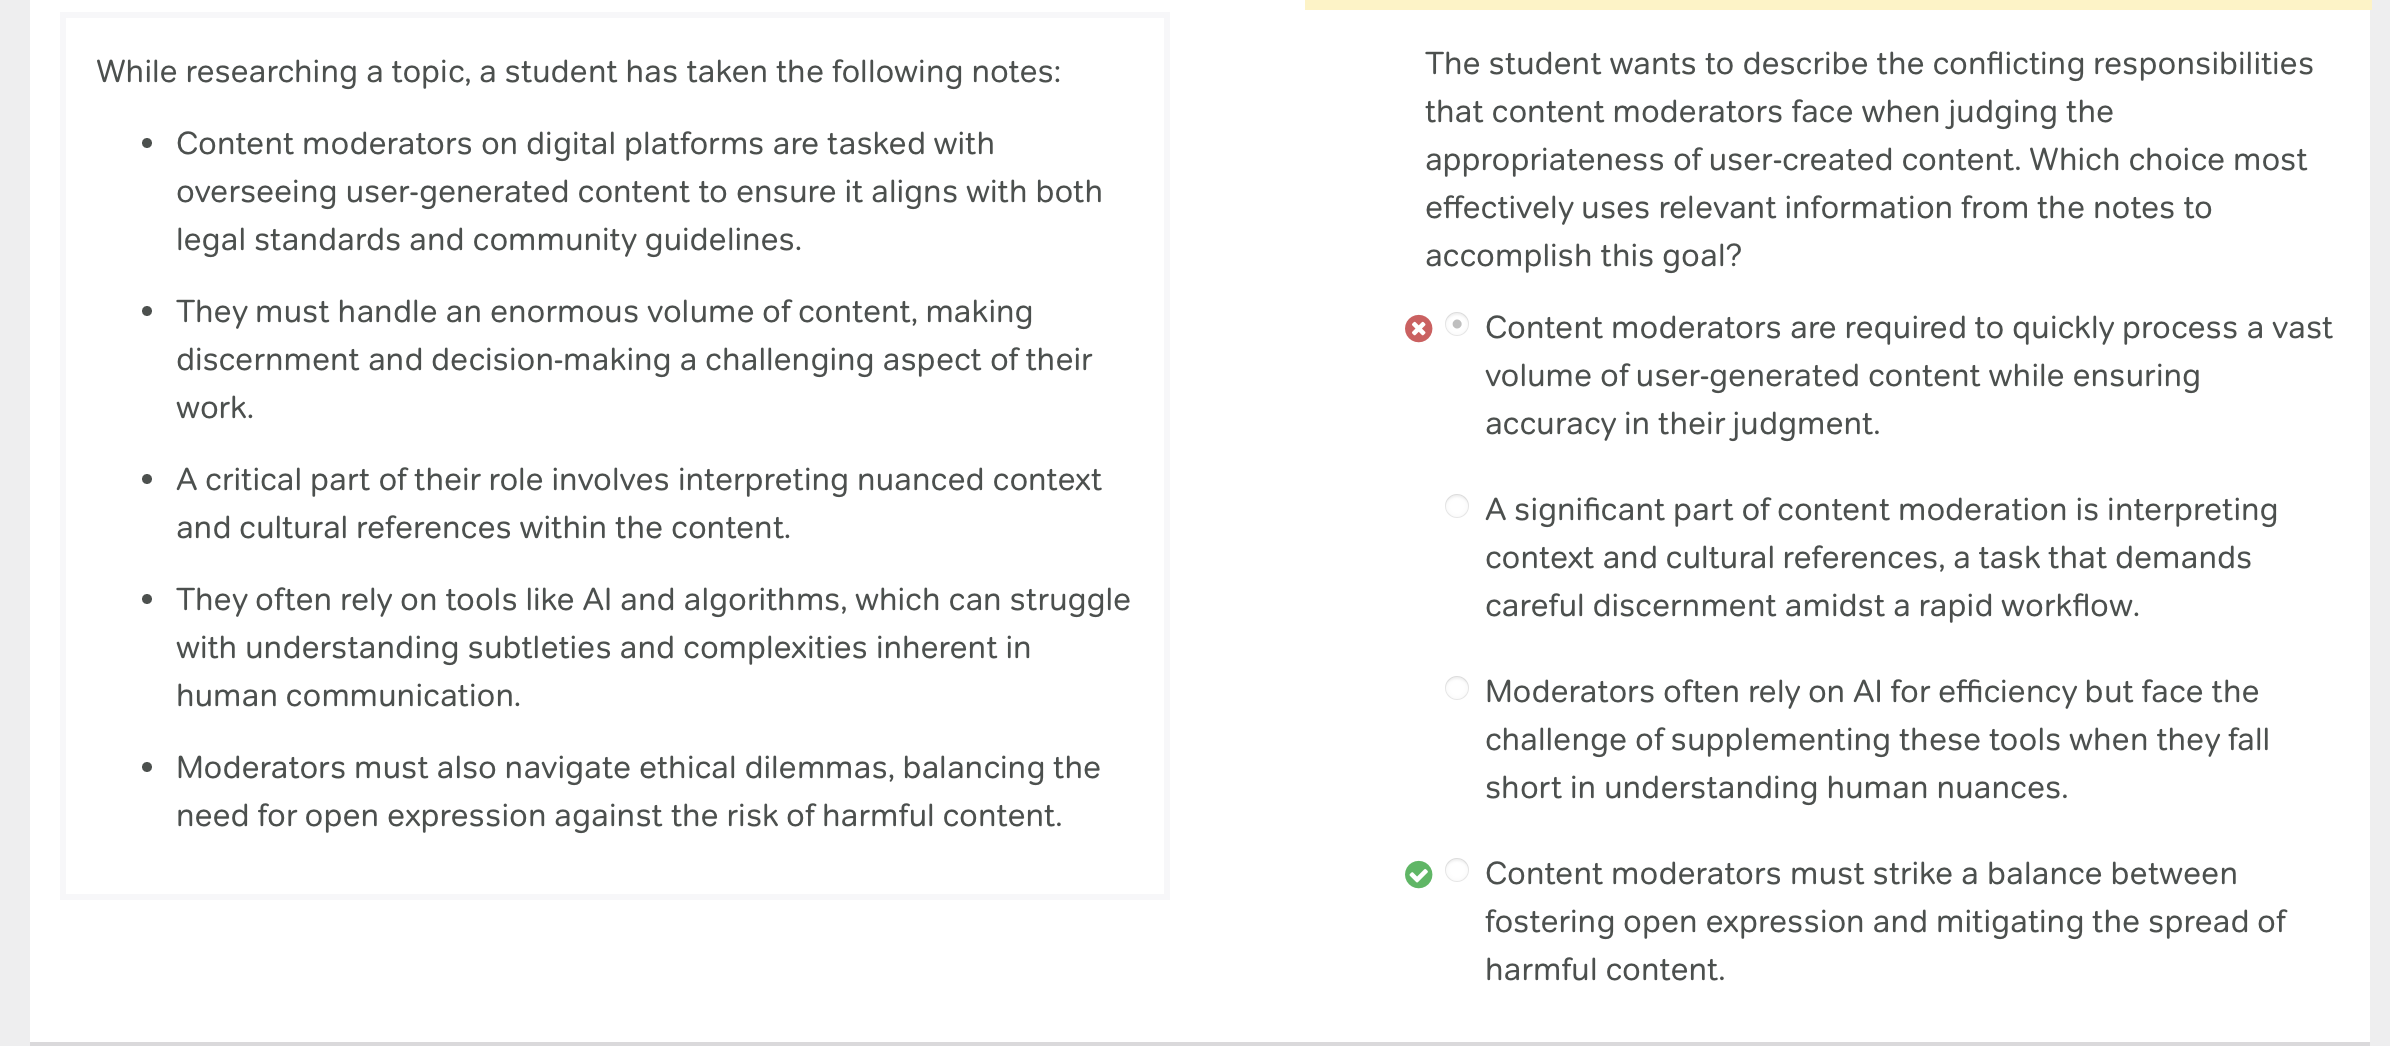 While researching a topic, a student has taken the following notes:
• Content moderators on digital platforms are tasked with
overseeing user-generated content to ensure it aligns with both
legal standards and community guidelines.
• They must handle an enormous volume of content, making
discernment and decision-making a challenging aspect of their
work.
• A critical part of their role involves interpreting nuanced context
and cultural references within the content.
• They often rely on tools like AI and algorithms, which can struggle
with understanding subtleties and complexities inherent in
human communication.
• Moderators must also navigate ethical dilemmas, balancing the
need for open expression against the risk of harmful content.
The student wants to describe the conflicting responsibilities
that content moderators face when judging the
appropriateness of user-created content. Which choice most
effectively uses relevant information from the notes to
accomplish this goal?
Content moderators are required to quickly process a vast
volume of user-generated content while ensuring
accuracy in their judgment.
A significant part of content moderation is interpreting
context and cultural references, a task that demands
careful discernment amidst a rapid workflow.
Moderators often rely on AI for efficiency but face the
challenge of supplementing these tools when they fall
short in understanding human nuances.
Content moderators must strike a balance between
fostering open expression and mitigating the spread of
harmful content.